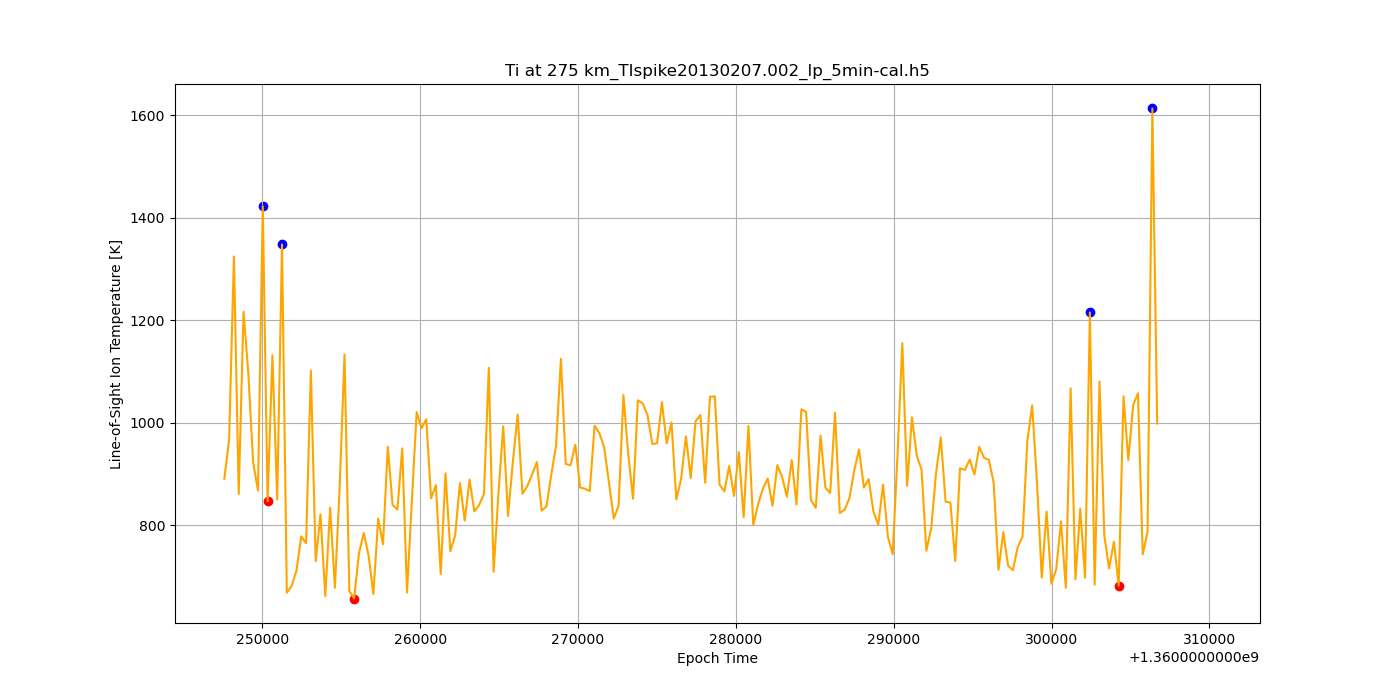 Ti at 275 km_TIspike20130207.002_lp_5min-cal.h5
Line-of-Sight Ion Temperature [K]
1600
1400
1200
1000
800
250000 260000 270000 280000 290000 300000 310000
Epoch Time
+1.3600000000e9